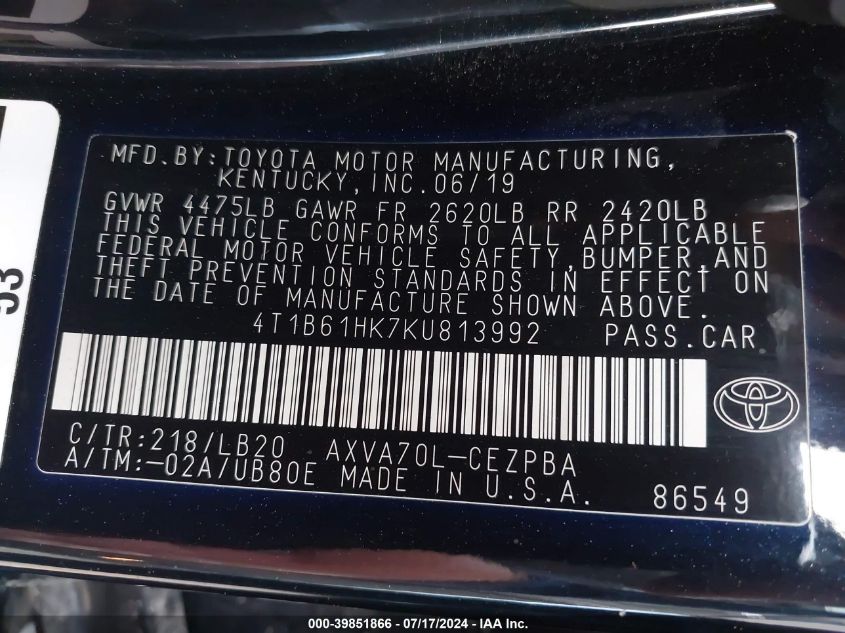 MFD.BY:TOYOTA MOTOR MANUFACTURING,
KENTUCKY,INC.06/19
GVWR 4475LB GAWR FR 2620LB RR 2420LB
THIS VEHICLE CONFORMS TO ALL APPLICABLE
FEDERAL MOTOR VEHICLE SAFETY,BUMPER,AND
THEFT PREVENTION STANDARDS IN EFFECT ON
THE DATE OF MANUFACTURE SHOWN ABOVE.
4T1B61HK7KU813992 PASS.CAR
C/TR:218/LB20 AXVA70L-CEZPBA
A/TM:-02A/UB80E MADE IN U.S.A.
86549
53
000-39851866 / 07/17/2024 - IAA Inc.